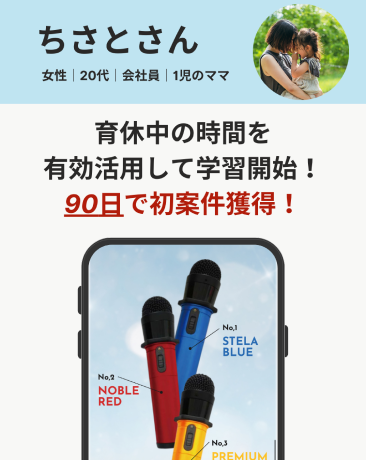 ちさとさん
女性｜20代｜会社員｜1児のママ
育休中の時間を
有効活用して学習開始！
90日で初案件獲得！
No,1
STELA
BLUE
No,2
NOBLE
RED
No,3
PREMIUM